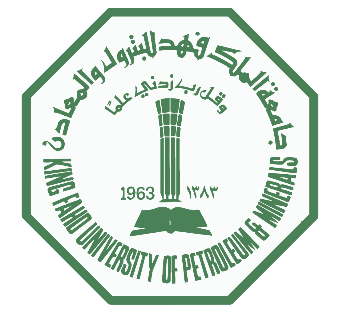 جامعة الملك فهد للبترول والمعادن
وقل رب زدني علما
1963 ١٣٨٣
KING FAHD UNIVERSITY OF PETROLEUM & MINERALS